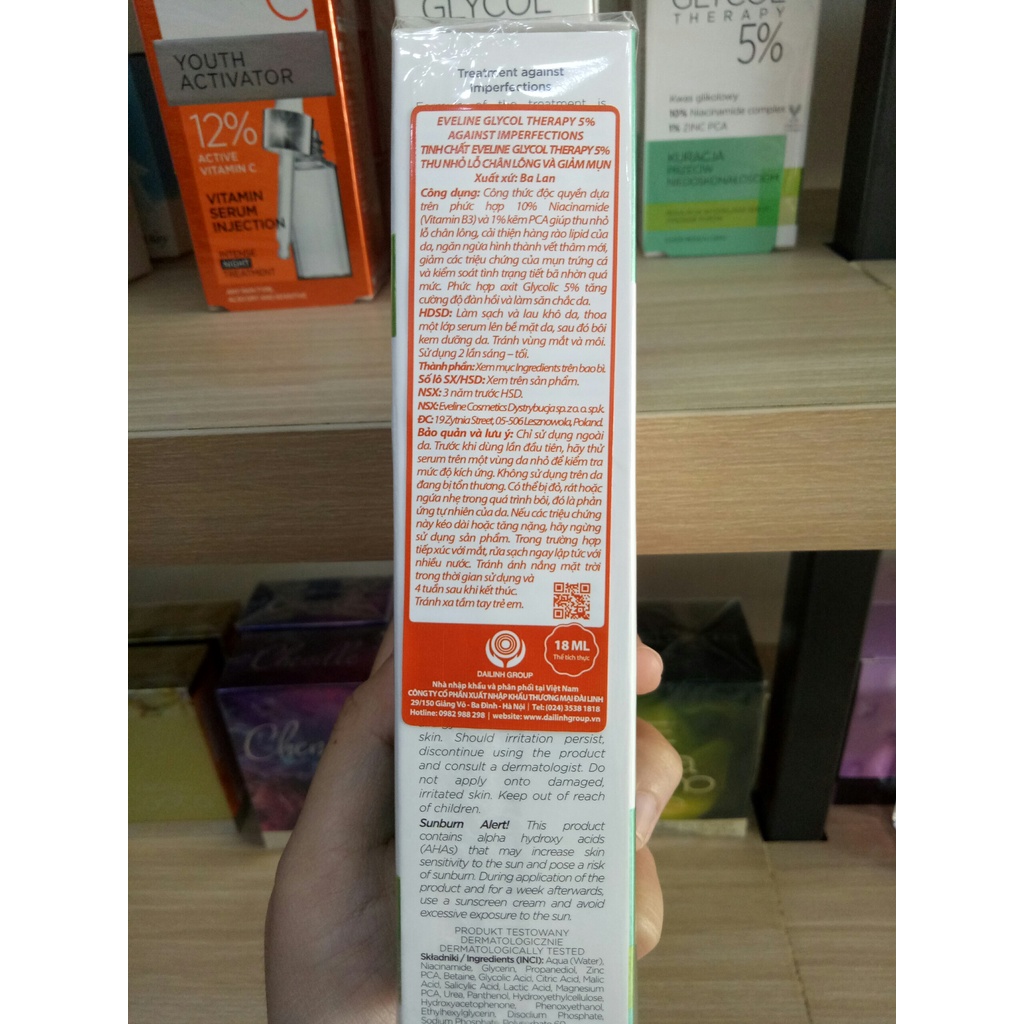 C
YOUTH
ACTIVATOR
12%
ACTIVE
VITAMIN C
VITAMIN
SERUM
INJECTION
INTENSE
NIGHT
TREATMENT
GLYCOL
GLYCOL
THERAPY
5%
Kwas glikolowy
10% Niacinamide complex
1% ZINC PCA
KURACJA
PRZECIW
NIEDOSKONAŁOŚCIOM
Treatment against
imperfections
EVELINE GLYCOL THERAPY 5%
AGAINST IMPERFECTIONS
TINH CHẤT EVELINE GLYCOL THERAPY 5%
THU NHỎ LỖ CHÂN LÔNG VÀ GIẢM MỤN
Xuất xứ: Ba Lan
Công dụng: Công thức độc quyền dựa
trên phức hợp 10% Niacinamide
(Vitamin B3) và 1% kẽm PCA giúp thu nhỏ
lỗ chân lông, cải thiện hàng rào lipid của
da, ngăn ngừa hình thành vết thâm mới,
giảm các triệu chứng của mụn trứng cá
và kiểm soát tình trạng tiết bã nhờn quá
mức. Phức hợp axit Glycolic 5% tăng
cường độ đàn hồi và làm săn chắc da.
HDSD: Làm sạch và lau khô da, thoa
một lớp serum lên bề mặt da, sau đó bôi
kem dưỡng da. Tránh vùng mắt và môi.
Sử dụng 2 lần sáng – tối.
Thành phần: Xem mục Ingredients trên bao bì.
Số lô SX/HSD: Xem trên sản phẩm.
NSX: 3 năm trước HSD.
NSX: Eveline Cosmetics Dystrybucja sp. z o. o. sp.k.
ĐC: 19 Zytnia Street, 05-506 Lesznowola, Poland.
Bảo quản và lưu ý: Chỉ sử dụng ngoài
da. Trước khi dùng lần đầu tiên, hãy thử
serum trên một vùng da nhỏ để kiểm tra
mức độ kích ứng. Không sử dụng trên da
đang bị tổn thương. Có thể bị đỏ, rát hoặc
ngứa nhẹ trong quá trình bôi, đó là phản
ứng tự nhiên của da. Nếu các triệu chứng
này kéo dài hoặc tăng nặng, hãy ngừng
sử dụng sản phẩm. Trong trường hợp
tiếp xúc với mắt, rửa sạch ngay lập tức với
nhiều nước. Tránh ánh nắng mặt trời
trong thời gian sử dụng và
4 tuần sau khi kết thúc.
Tránh xa tầm tay trẻ em.
DAILINH GROUP
18 ML
Thể tích thực
Nhà nhập khẩu và phân phối tại Việt Nam
CÔNG TY CỔ PHẦN XUẤT NHẬP KHẨU THƯƠNG MẠI ĐẠI LINH
29/150 Giảng Võ - Ba Đình - Hà Nội | Tel: (024) 3538 1818
Hotline: 0982 988 298 | website: www.dailinhgroup.vn
skin. Should irritation persist,
discontinue using the product
and consult a dermatologist. Do
not apply onto damaged,
irritated skin. Keep out of reach
of children.
Sunburn Alert! This product
contains alpha hydroxy acids
(AHAs) that may increase skin
sensitivity to the sun and pose a risk
of sunburn. During application of the
product and for a week afterwards,
use a sunscreen cream and avoid
excessive exposure to the sun.
PRODUKT TESTOWANY
DERMATOLOGICZNIE
DERMATOLOGICALLY TESTED
Składniki / Ingredients (INCI): Aqua (Water),
Niacinamide, Glycerin, Propanediol, Zinc
PCA, Betaine, Glycolic Acid, Citric Acid, Malic
Acid, Salicylic Acid, Lactic Acid, Magnesium
PCA, Urea, Panthenol, Hydroxyethylcellulose,
Hydroxyacetophenone, Phenoxyethanol,
Ethylhexylglycerin, Disodium Phosphate,
Sodium Phosphate, Polysorbate 60